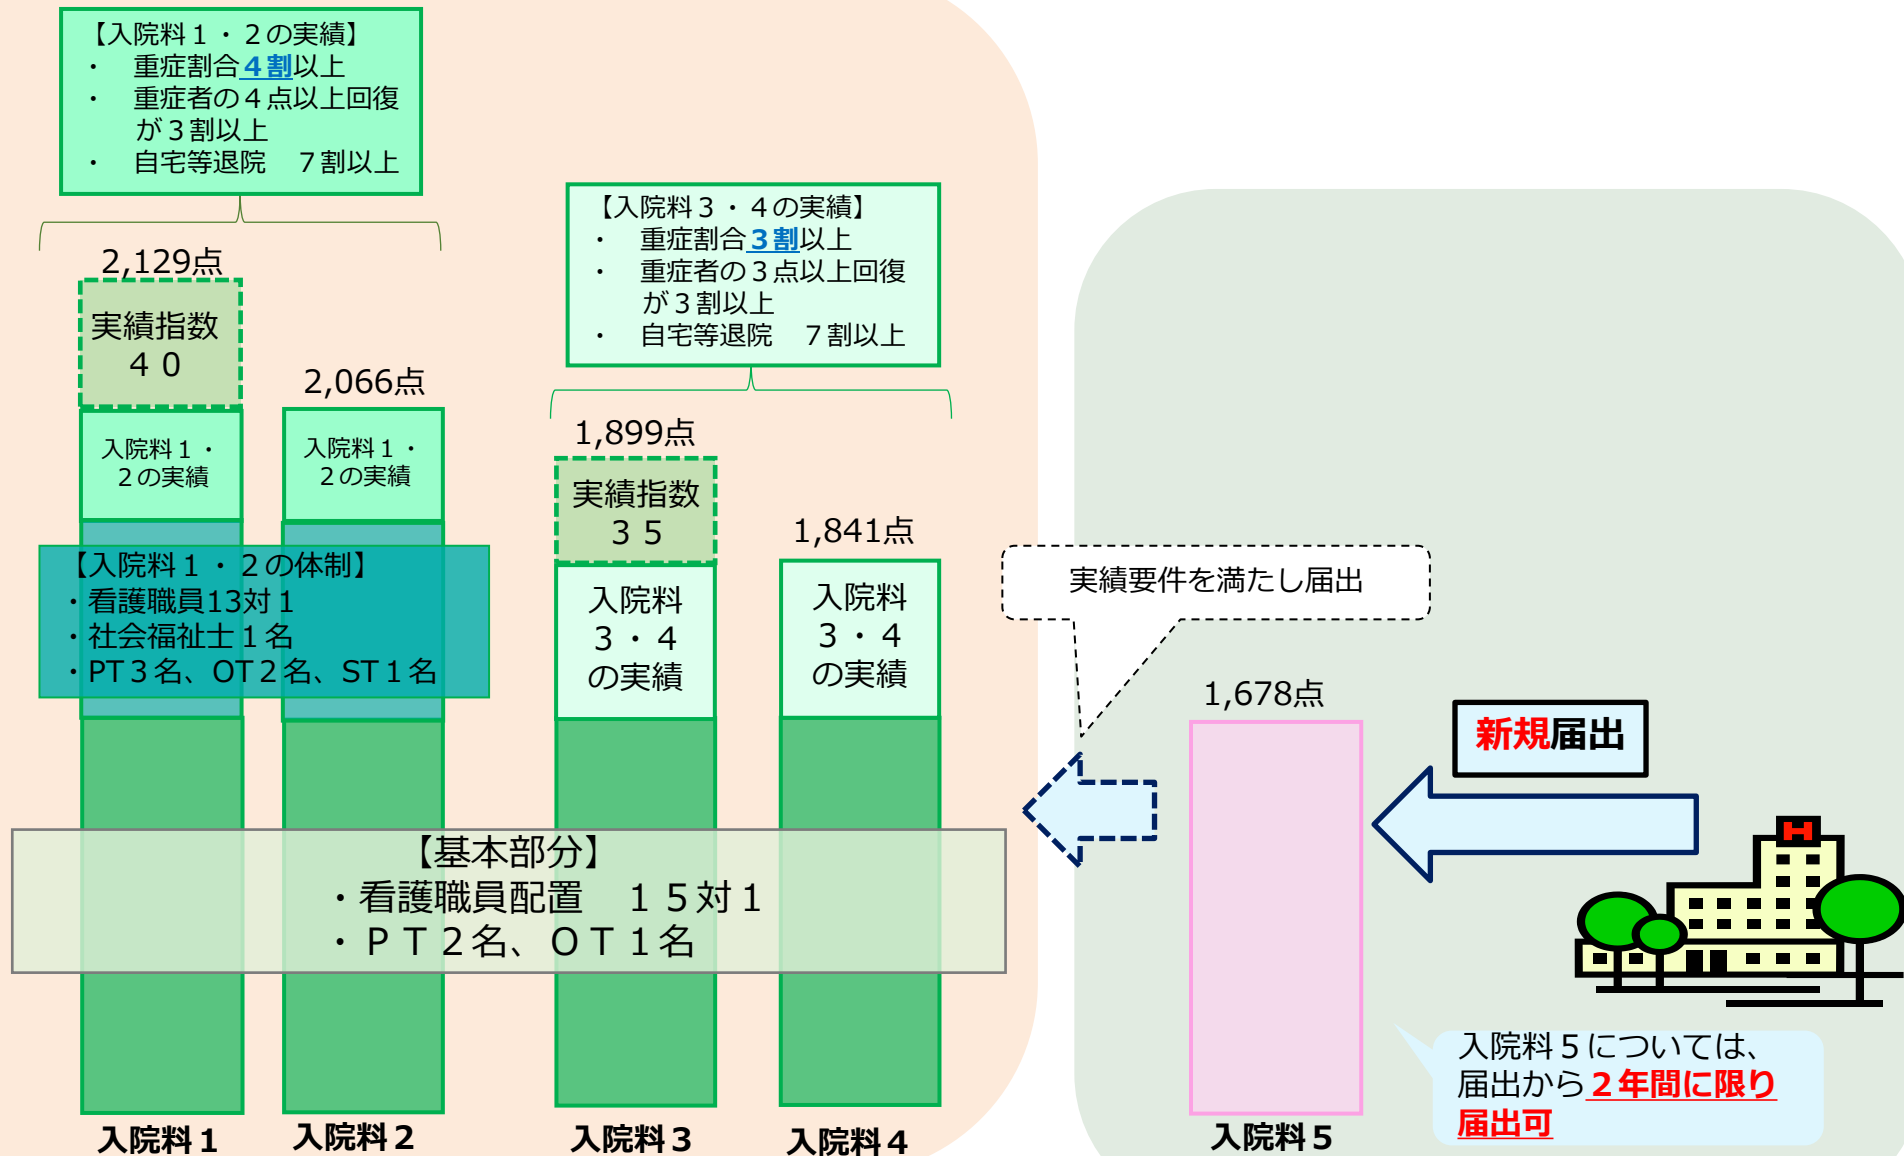 【入院料１・２の実績】
・　重症割合４割以上
・　重症者の４点以上回復
が３割以上
・　自宅等退院　７割以上
2,129点
実績指数
４０
入院料１・
２の実績
2,066点
入院料１・
２の実績
【入院料１・２の体制】
・看護職員13対１
・社会福祉士１名
・PT３名、OT２名、ST１名
【入院料３・４の実績】
・　重症割合３割以上
・　重症者の３点以上回復
が３割以上
・　自宅等退院　７割以上
1,899点
実績指数
３５
入院料
３・４
の実績
1,841点
入院料
３・４
の実績
【基本部分】
・看護職員配置　１５対１
・ＰＴ２名、ＯＴ１名
実績要件を満たし届出
1,678点
新規届出
H
入院料５については、
届出から２年間に限り
届出可
入院料１
入院料２
入院料３
入院料４
入院料５